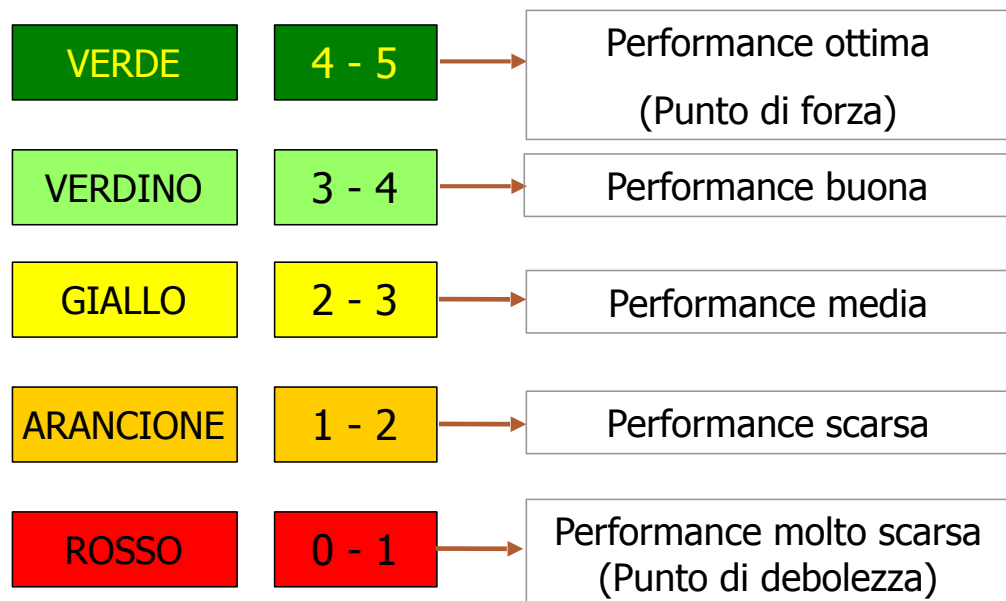 VERDE 4 - 5 Performance ottima
(Punto di forza)
VERDINO 3 - 4 Performance buona
GIALLO 2 - 3 Performance media
ARANCIONE 1 - 2 Performance scarsa
ROSSO 0 - 1 Performance molto scarsa
(Punto di debolezza)